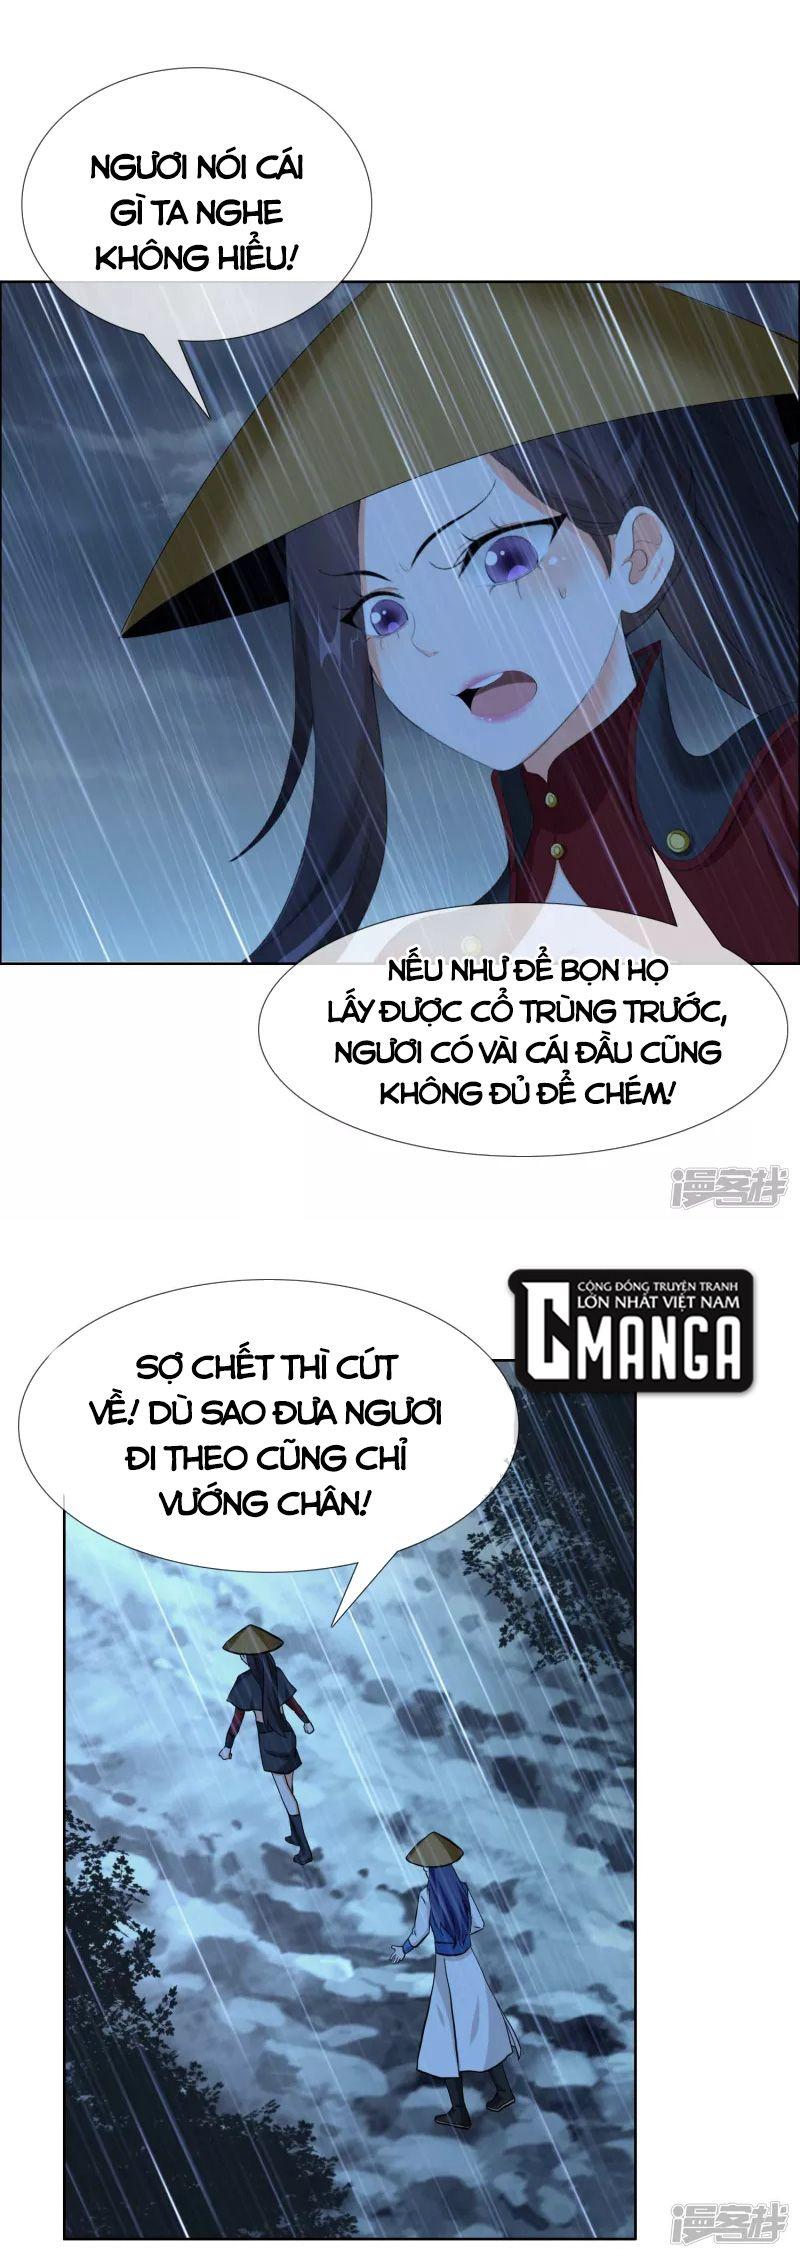 NGƯƠI NÓI CÁI
GÌ TA NGHE
KHÔNG HIỂU!
NẾU NHƯ ĐỂ BỌN HỌ
LẤY ĐƯỢC CỔ TRÙNG TRƯỚC,
NGƯƠI CÓ VÀI CÁI ĐẦU CŨNG
KHÔNG ĐỦ ĐỂ CHÉM!
漫客栈
CỘNG ĐỒNG TRUYỆN TRANH
LỚN NHẤT VIỆT NAM
CMANGA
SỢ CHẾT THÌ CÚT
VỀ! DÙ SAO ĐƯA NGƯƠI
ĐI THEO CŨNG CHỈ
VƯỚNG CHÂN!
漫客栈